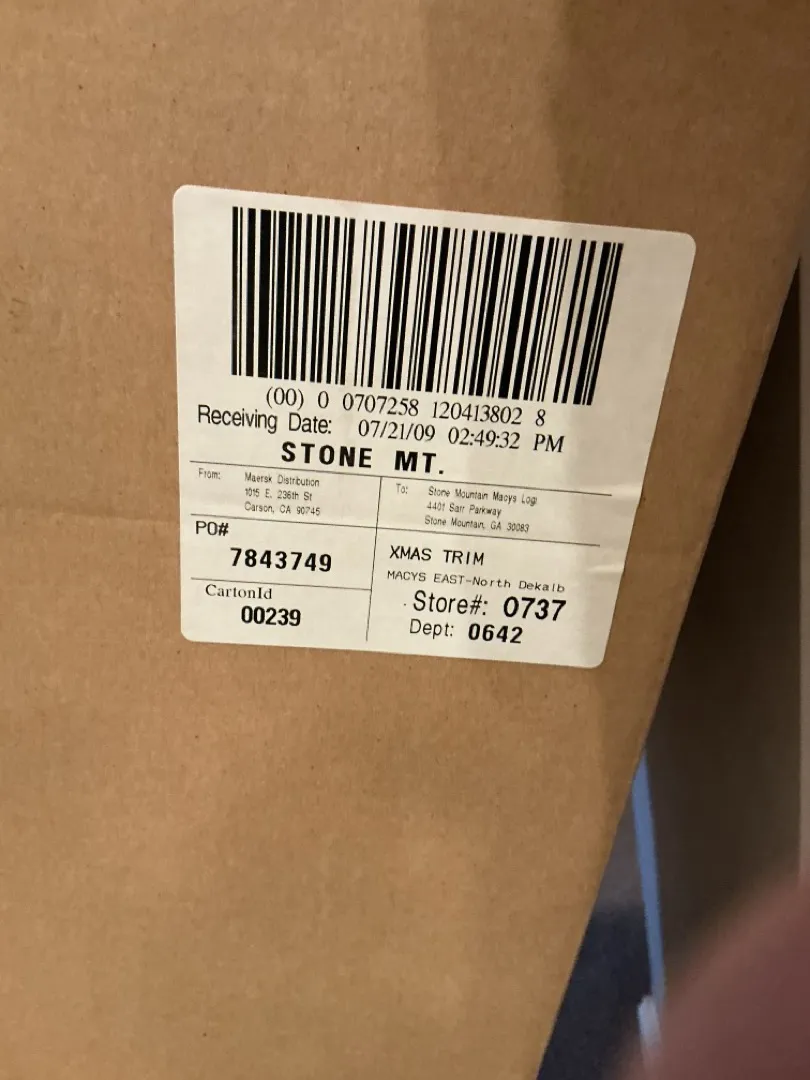 (00) 0 0707258 120413802 8
Receiving Date: 07/21/09 02:49:32 PM
STONE MT.
From: Maersk Distribution
1015 E. 236th St
Carson, CA 90745
To: Stone Mountain Macys Logi
4401 Sarr Parkway
Stone Mountain, GA 30083
PO#
7843749
CartonId
00239
XMAS TRIM
MACYS EAST-North Dekalb
Store#: 0737
Dept: 0642